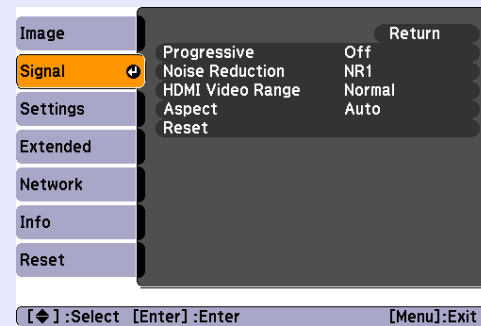 Image
Signal
Settings
Extended
Network
Info
Reset
Return
Progressive Off
Noise Reduction NR1
HDMI Video Range Normal
Aspect Auto
Reset
[◆] :Select [Enter] :Enter [Menu]:Exit